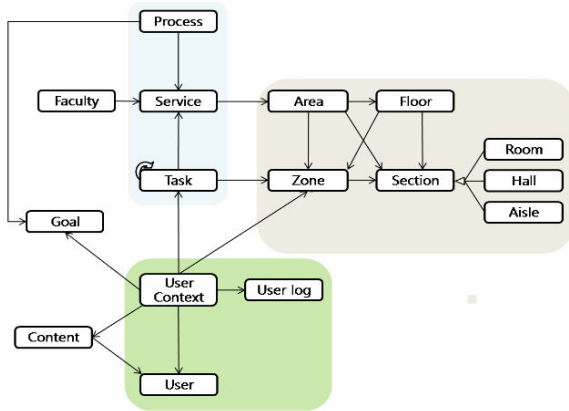 Process
Faculty
Service
Area
Floor
Room
Task
Zone
Section
Hall
Aisle
Goal
User
Context
User log
Content
User